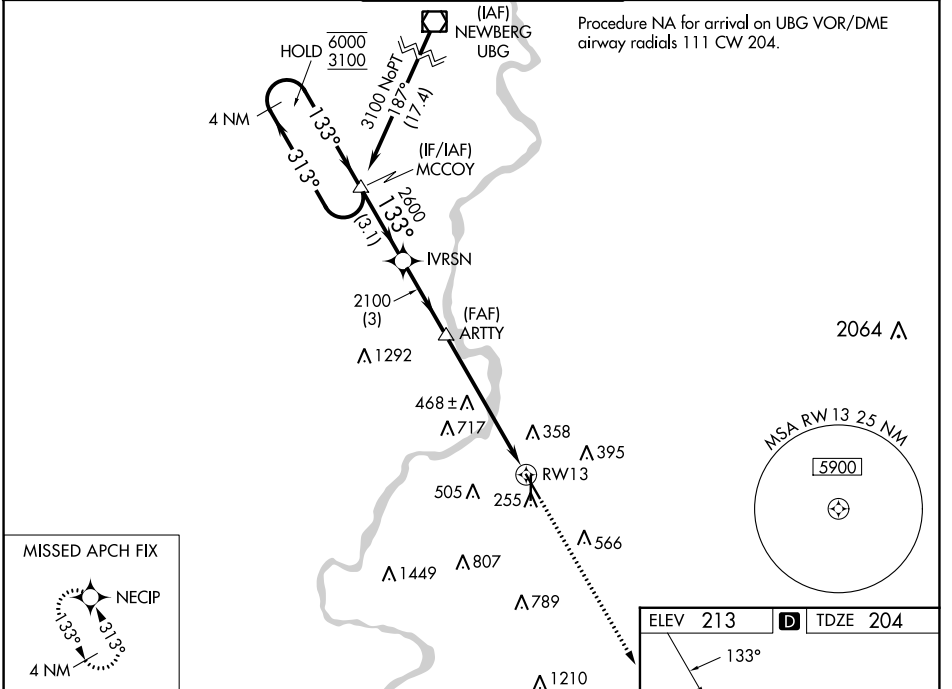 (IAF)
NEWBERG
UBG
Procedure NA for arrival on UBG VOR/DME
airway radials 111 CW 204.
HOLD
6000
3100
3100 NoPT
187°
(17.4)
4 NM
133°
313°
(IF/IAF)
MCCOY
2600
133°
(3.1)
IVRSN
2100
(3)
(FAF)
ARTTY
2064
1292
468 ±
717
358
395
RW13
505
255
566
1449
807
789
1210
MSA RW 13 25 NM
5900
MISSED APCH FIX
NECIP
133°
313°
4 NM
ELEV 213
D
TDZE 204
133°